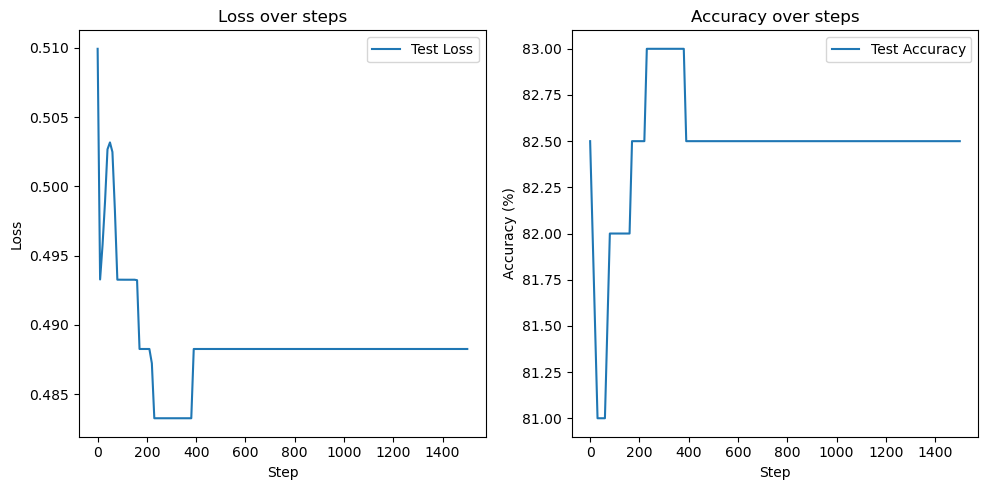 Loss over steps
Test Loss
0.510
0.505
0.500
0.495
0.490
0.485
Loss
0 200 400 600 800 1000 1200 1400
Step
Accuracy over steps
Test Accuracy
83.00
82.75
82.50
82.25
82.00
81.75
81.50
81.25
81.00
Accuracy (%)
0 200 400 600 800 1000 1200 1400
Step